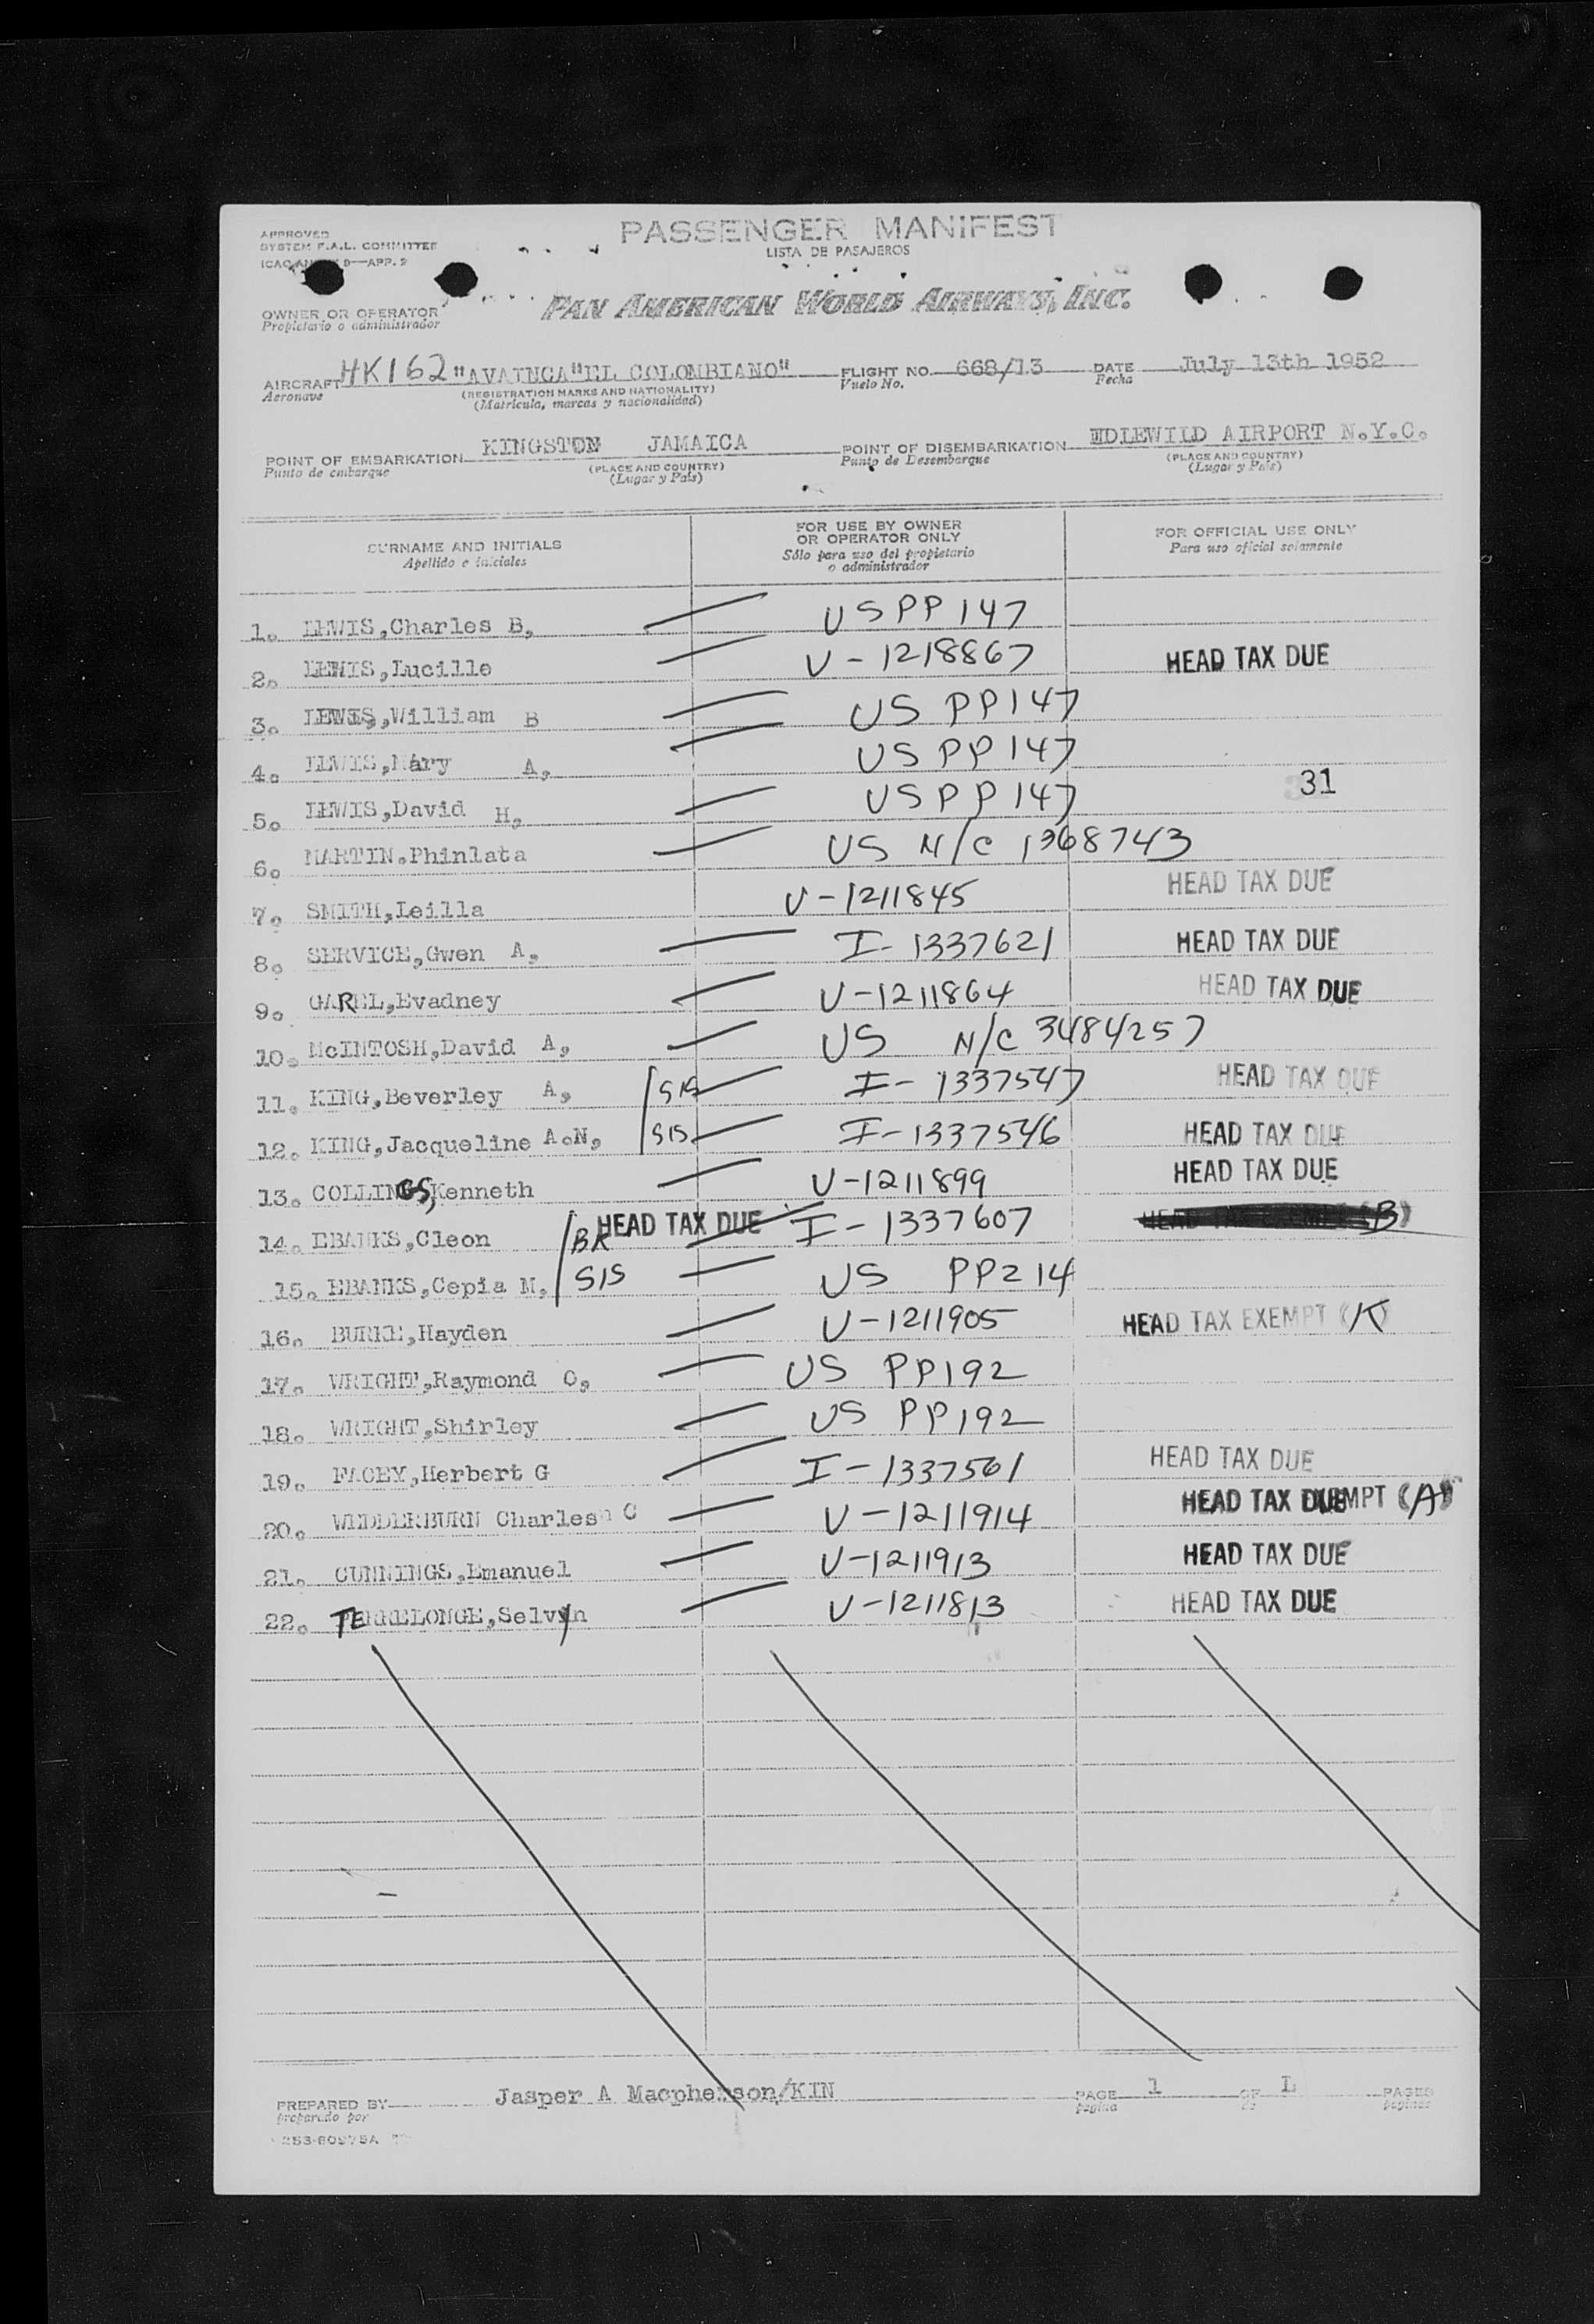 APPROVED
SYSTEM F.A.L. COMMITTEE
9—APP. 2
PASSENGER MANIFEST
LISTA DE PASAJEROS
OWNER OR OPERATOR
Propietario o administrador
PAN AMERICAN WORLD AIRWAYS, INC.
AIRCRAFT HK162 "AVAINCA"EL COLOMBIANO" FLIGHT NO. 668/13 DATE July 13th 1952
Aeronave (REGISTRATION MARKS AND NATIONALITY) Vuelo No. Fecha
(Matrícula, marcas y nacionalidad)
POINT OF EMBARKATION KINGSTON JAMAICA POINT OF DISEMBARKATION IDLEWILD AIRPORT N.Y.C.
Punto de embarque (PLACE AND COUNTRY) Punto de Desembarque (PLACE AND COUNTRY)
(Lugar y País) (Lugar y País)
SURNAME AND INITIALS FOR USE BY OWNER OR OPERATOR ONLY FOR OFFICIAL USE ONLY
Apellido e iniciales Sólo para uso del propietario o administrador Para uso oficial solamente
1. LEWIS,Charles B, USPP147
2. LEWIS,Lucille V-1218867 HEAD TAX DUE
3. LEWIS,William B US PP147
4. LEWIS,Mary A, US PP147
5. LEWIS,David H, US PP147 31
6. MARTIN.Phinlata US N/C 1368743
7. SMITH,Leilla V-1211845 HEAD TAX DUE
8. SERVICE,Gwen A, I-1337621 HEAD TAX DUE
9. GAREL,Evadney V-1211864 HEAD TAX DUE
10. McINTOSH,David A, US N/C 3484257
11. KING,Beverley A, SIS I-1337547 HEAD TAX DUE
12. KING,Jacqueline A.N, SIS I-1337546 HEAD TAX DUE
13. COLLINGS,Kenneth V-1211899 HEAD TAX DUE
14. EBANKS,Cleon BR HEAD TAX DUE I-1337607 (B)
15. EBANKS,Cepia M, SIS US PP214
16. BURKE,Hayden V-1211905 HEAD TAX EXEMPT (K)
17. WRIGHT,Raymond O, US PP192
18. WRIGHT,Shirley US PP192
19. FACEY,Herbert G I-1337561 HEAD TAX DUE
20. WEDDERBURN Charles C V-1211914 HEAD TAX EXEMPT (A)
21. CUNNINGS,Emanuel V-1211913 HEAD TAX DUE
22. TERRELONGE,Selvyn V-1211813 HEAD TAX DUE
PREPARED BY Jasper A Macpherson/KIN PAGE 1 OF L PAGES
preparado por página de páginas